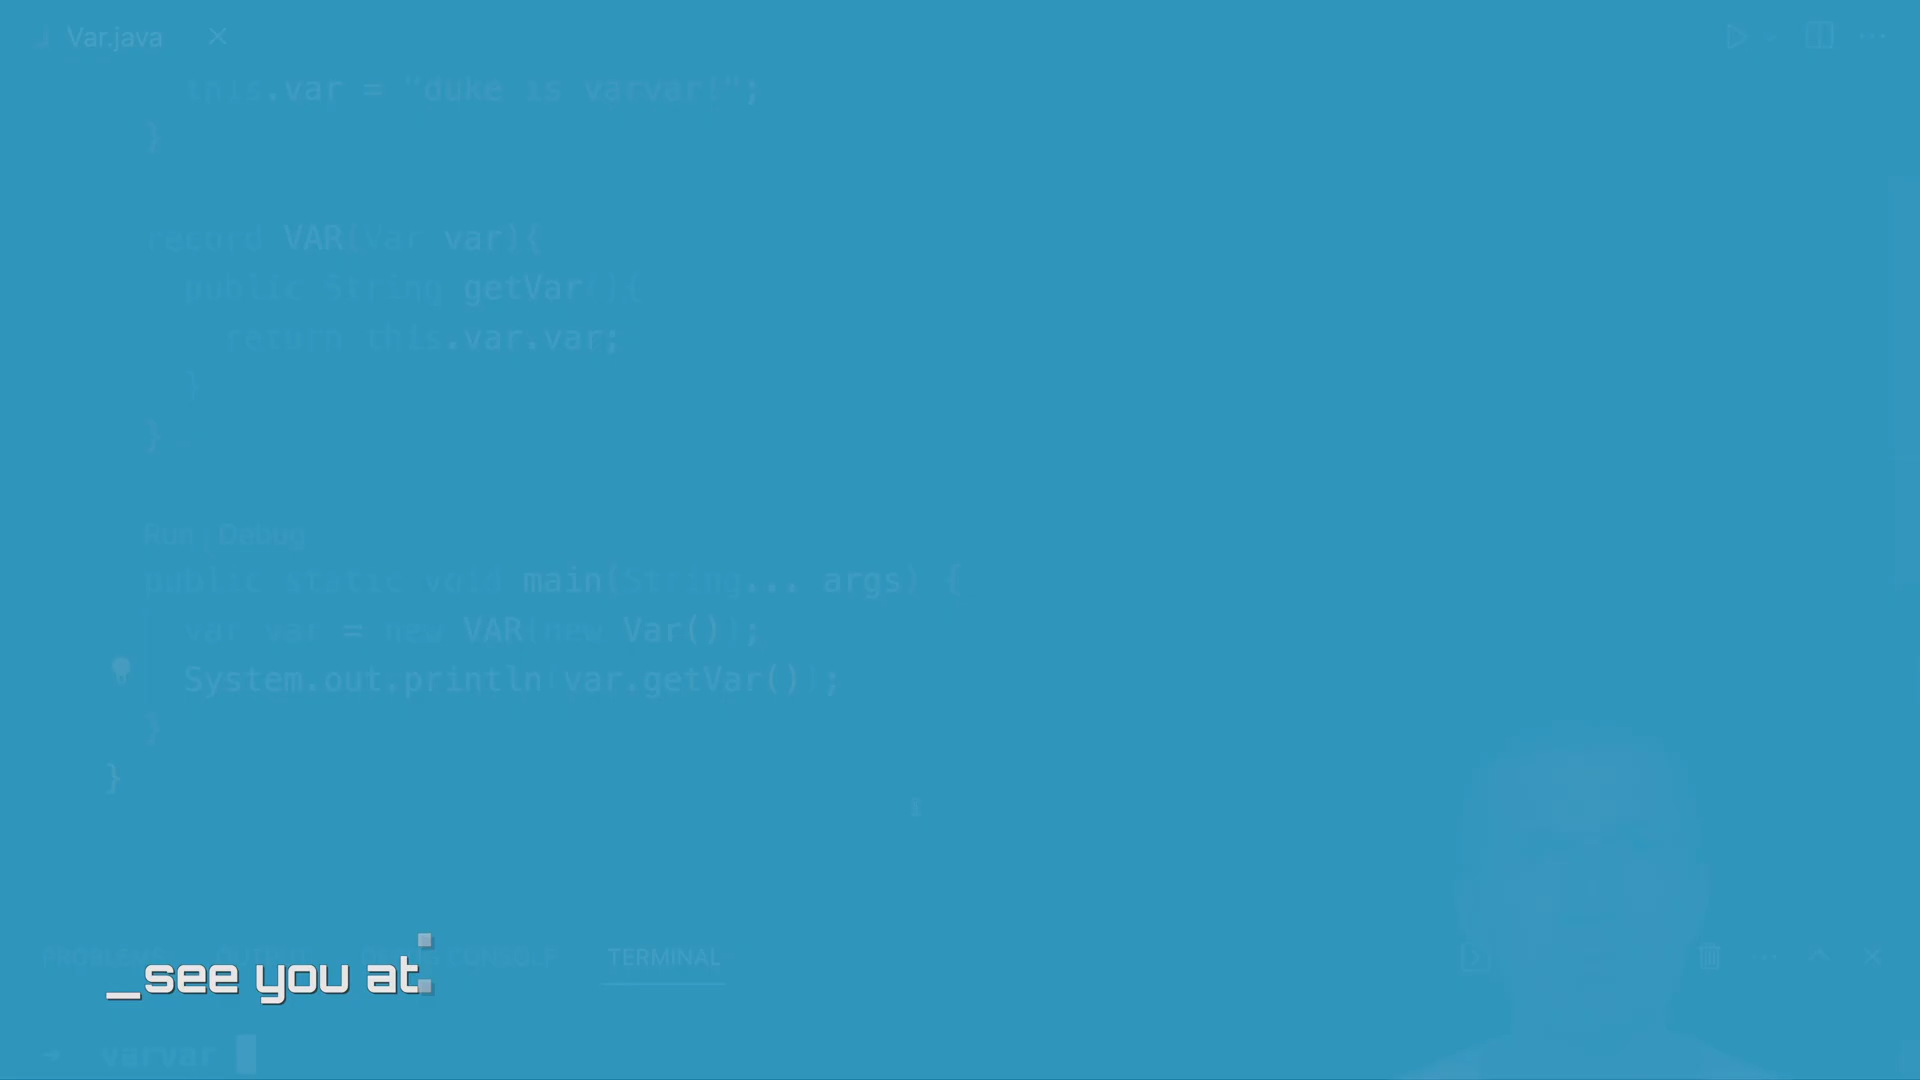 Var.java
this.var = "duke is varvar!";
}
record VAR(Var var){
public String getVar(){
return this.var.var;
}
}
Run | Debug
public static void main(String... args) {
var var = new VAR(new Var());
System.out.println(var.getVar());
}
}
TERMINAL
_see you at:
varvar